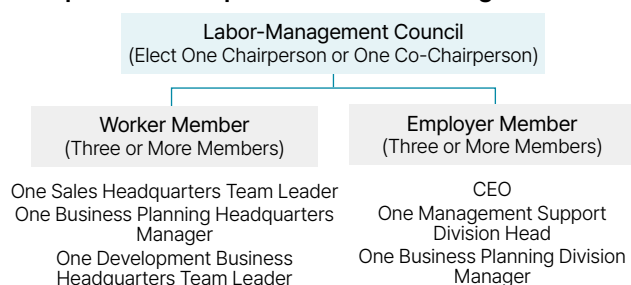 Labor-Management Council
(Elect One Chairperson or One Co-Chairperson)
Worker Member
(Three or More Members)
One Sales Headquarters Team Leader
One Business Planning Headquarters
Manager
One Development Business
Headquarters Team Leader
Employer Member
(Three or More Members)
CEO
One Management Support
Division Head
One Business Planning Division
Manager